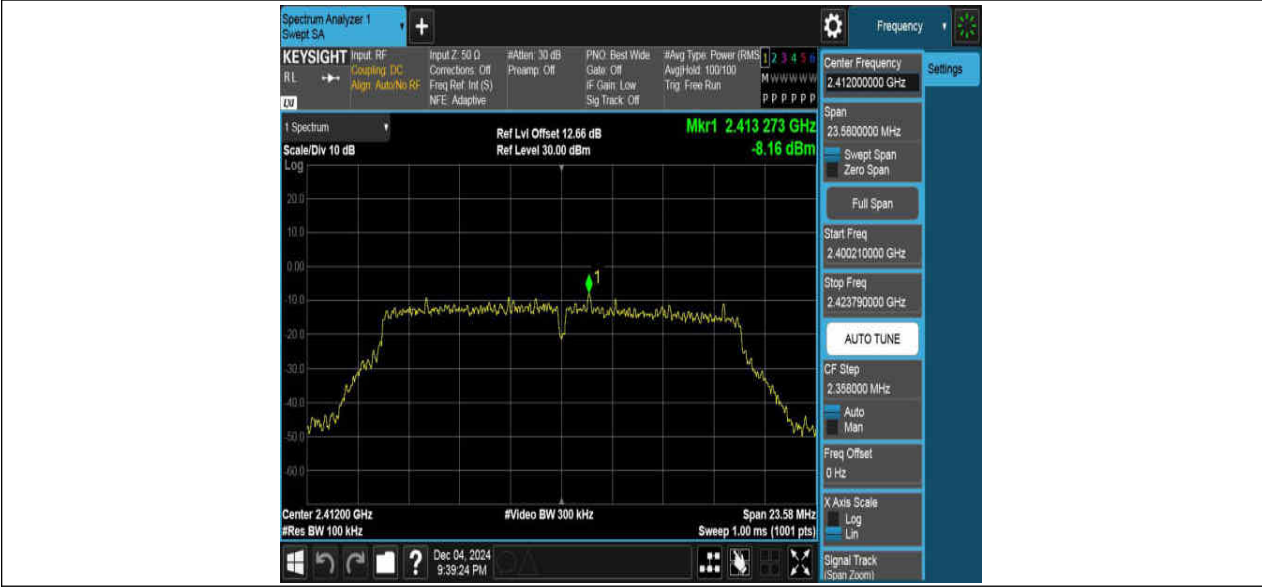 Spectrum Analyzer 1
Swept SA
+
Frequency
KEYSIGHT
RL
LXI
Input: RF
Coupling: DC
Align: Auto/No RF
Input Z: 50 Ω
Corrections: Off
Freq Ref: Int (S)
NFE: Adaptive
#Atten: 30 dB
Preamp: Off
PNO: Best Wide
Gate: Off
IF Gain: Low
Sig Track: Off
#Avg Type: Power (RMS
Avg|Hold: 100/100
Trig: Free Run
1 2 3 4 5 6
M W W W W W
P P P P P P
1 Spectrum
Scale/Div 10 dB
Log
Ref Lvl Offset 12.66 dB
Ref Level 30.00 dBm
Mkr1 2.413 273 GHz
-8.16 dBm
20.0
10.0
0.00
-10.0
-20.0
-30.0
-40.0
-50.0
-60.0
1
Center 2.41200 GHz
#Res BW 100 kHz
#Video BW 300 kHz
Span 23.58 MHz
Sweep 1.00 ms (1001 pts)
?
Dec 04, 2024
9:39:24 PM
Center Frequency
2.412000000 GHz
Settings
Span
23.5800000 MHz
Swept Span
Zero Span
Full Span
Start Freq
2.400210000 GHz
Stop Freq
2.423790000 GHz
AUTO TUNE
CF Step
2.358000 MHz
Auto
Man
Freq Offset
0 Hz
X Axis Scale
Log
Lin
Signal Track
(Span Zoom)